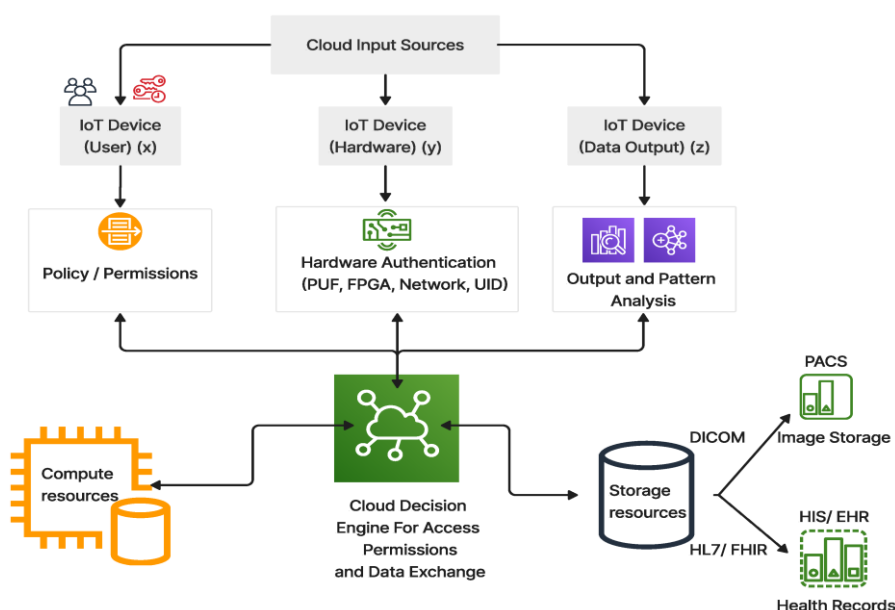 Cloud Input Sources
IoT Device
(User) (x)
IoT Device
(Hardware) (y)
IoT Device
(Data Output) (z)
Policy / Permissions
Hardware Authentication
(PUF, FPGA, Network, UID)
Output and Pattern
Analysis
Compute
resources
Cloud Decision
Engine For Access
Permissions
and Data Exchange
Storage
resources
DICOM
HL7/ FHIR
PACS
Image Storage
HIS/ EHR
Health Records